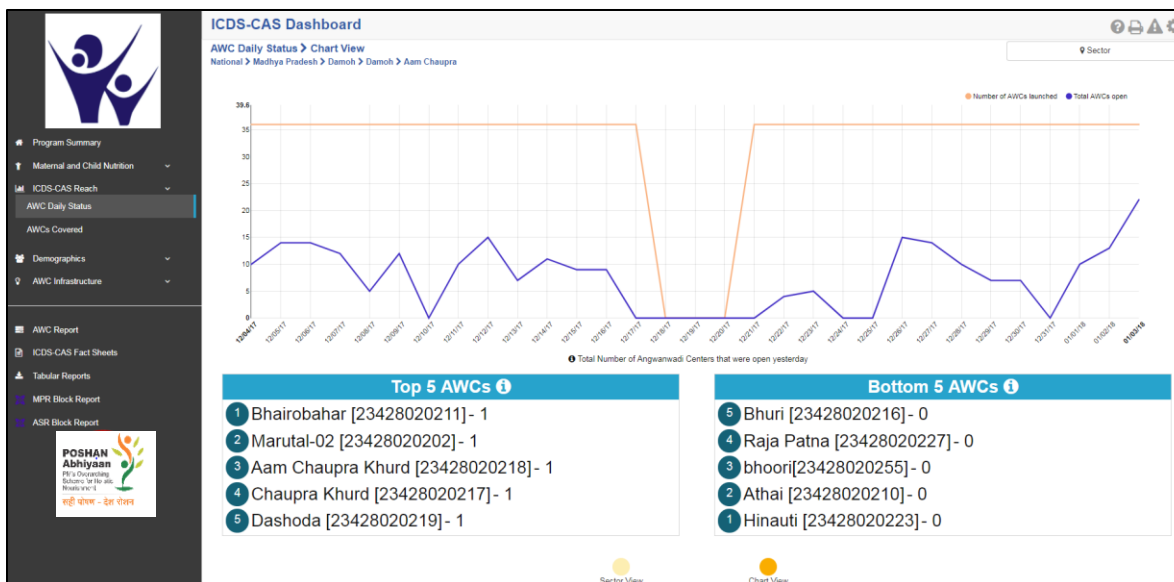 ICDS-CAS Dashboard
AWC Daily Status > Chart View
National > Madhya Pradesh > Damoh > Damoh > Aam Chaupra
Sector
Program Summary
Maternal and Child Nutrition
ICDS-CAS Reach
AWC Daily Status
AWCs Covered
Demographics
AWC Infrastructure
AWC Report
ICDS-CAS Fact Sheets
Tabular Reports
MPR Block Report
ASR Block Report
POSHAN
Abhiyaan
PM's Overarching
Scheme for Holistic
Nourishment
सही पोषण - देश रोशन
Number of AWCs launched Total AWCs open
39.6
35
30
25
20
15
10
5
0
12/04/17 12/05/17 12/06/17 12/07/17 12/08/17 12/09/17 12/10/17 12/11/17 12/12/17 12/13/17 12/14/17 12/15/17 12/16/17 12/17/17 12/18/17 12/19/17 12/20/17 12/21/17 12/22/17 12/23/17 12/24/17 12/25/17 12/26/17 12/27/17 12/28/17 12/29/17 12/30/17 12/31/17 01/01/18 01/02/18 01/03/18
Total Number of Angwanwadi Centers that were open yesterday
Top 5 AWCs
1 Bhairobahar [23428020211] - 1
2 Marutal-02 [23428020202] - 1
3 Aam Chaupra Khurd [23428020218] - 1
4 Chaupra Khurd [23428020217] - 1
5 Dashoda [23428020219] - 1
Bottom 5 AWCs
5 Bhuri [23428020216] - 0
4 Raja Patna [23428020227] - 0
3 bhoori[23428020255] - 0
2 Athai [23428020210] - 0
1 Hinauti [23428020223] - 0
Sector View
Chart View